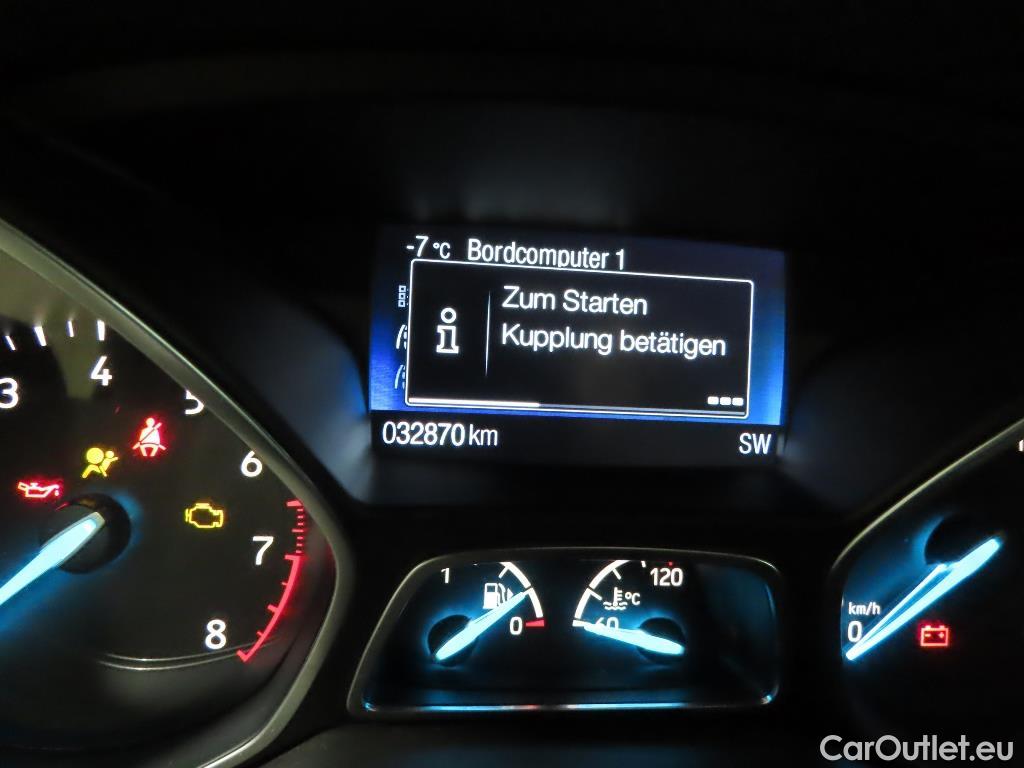 -7 °C Bordcomputer 1
Zum Starten
Kupplung betätigen
032870 km SW
3 4 5 6 7 8
1 0
60 120 °C
km/h
0
CarOutlet.eu